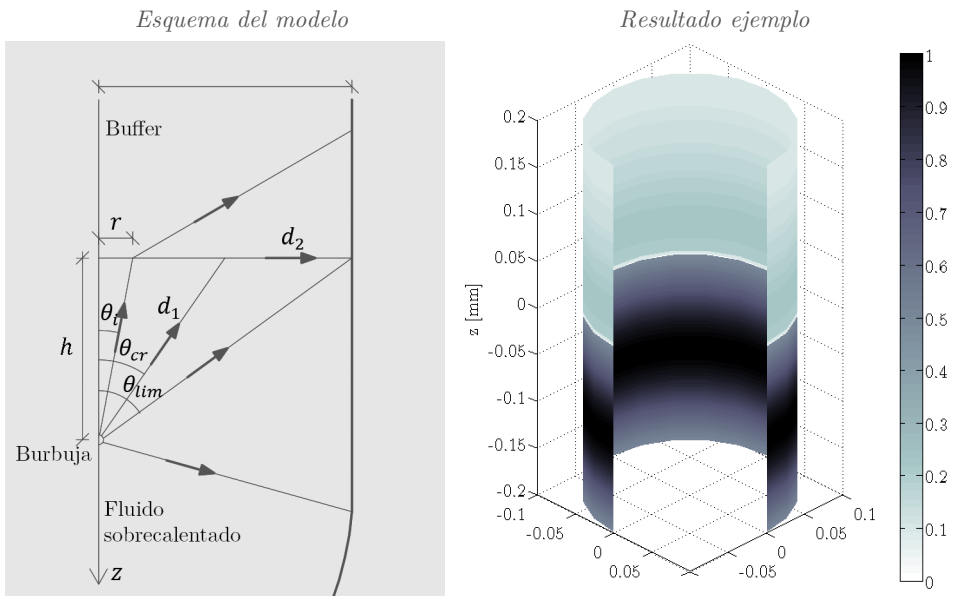 Esquema del modelo
Buffer
r
d₂
θᵢ
d₁
θcr
h
θlim
Burbuja
Fluido
sobrecalentado
z
Resultado ejemplo
z [mm]
0.2
0.15
0.1
0.05
0
-0.05
-0.1
-0.15
-0.2
-0.1
-0.05
0
0.05
-0.05
0
0.05
0.1
1
0.9
0.8
0.7
0.6
0.5
0.4
0.3
0.2
0.1
0